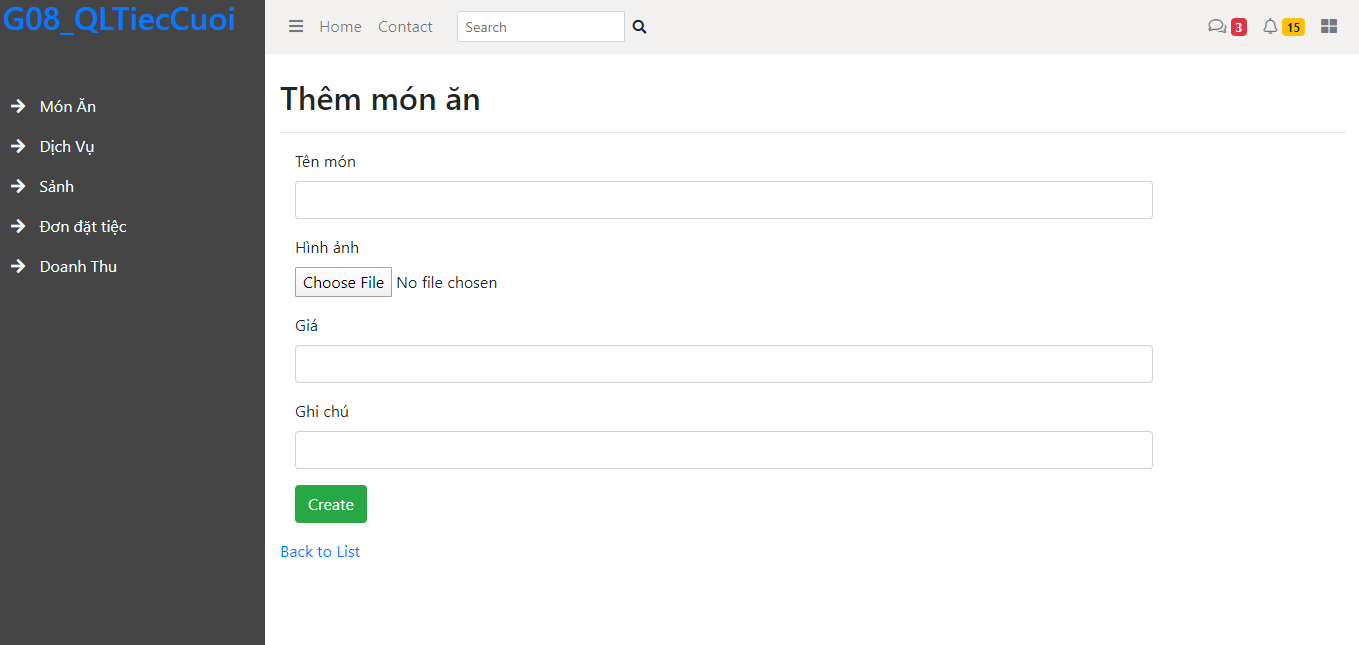 G08_QLTiecCuoi
Home Contact Search 3 15
Món Ăn
Dịch Vụ
Sảnh
Đơn đặt tiệc
Doanh Thu
Thêm món ăn
Tên món
Hình ảnh
Choose File No file chosen
Giá
Ghi chú
Create
Back to List